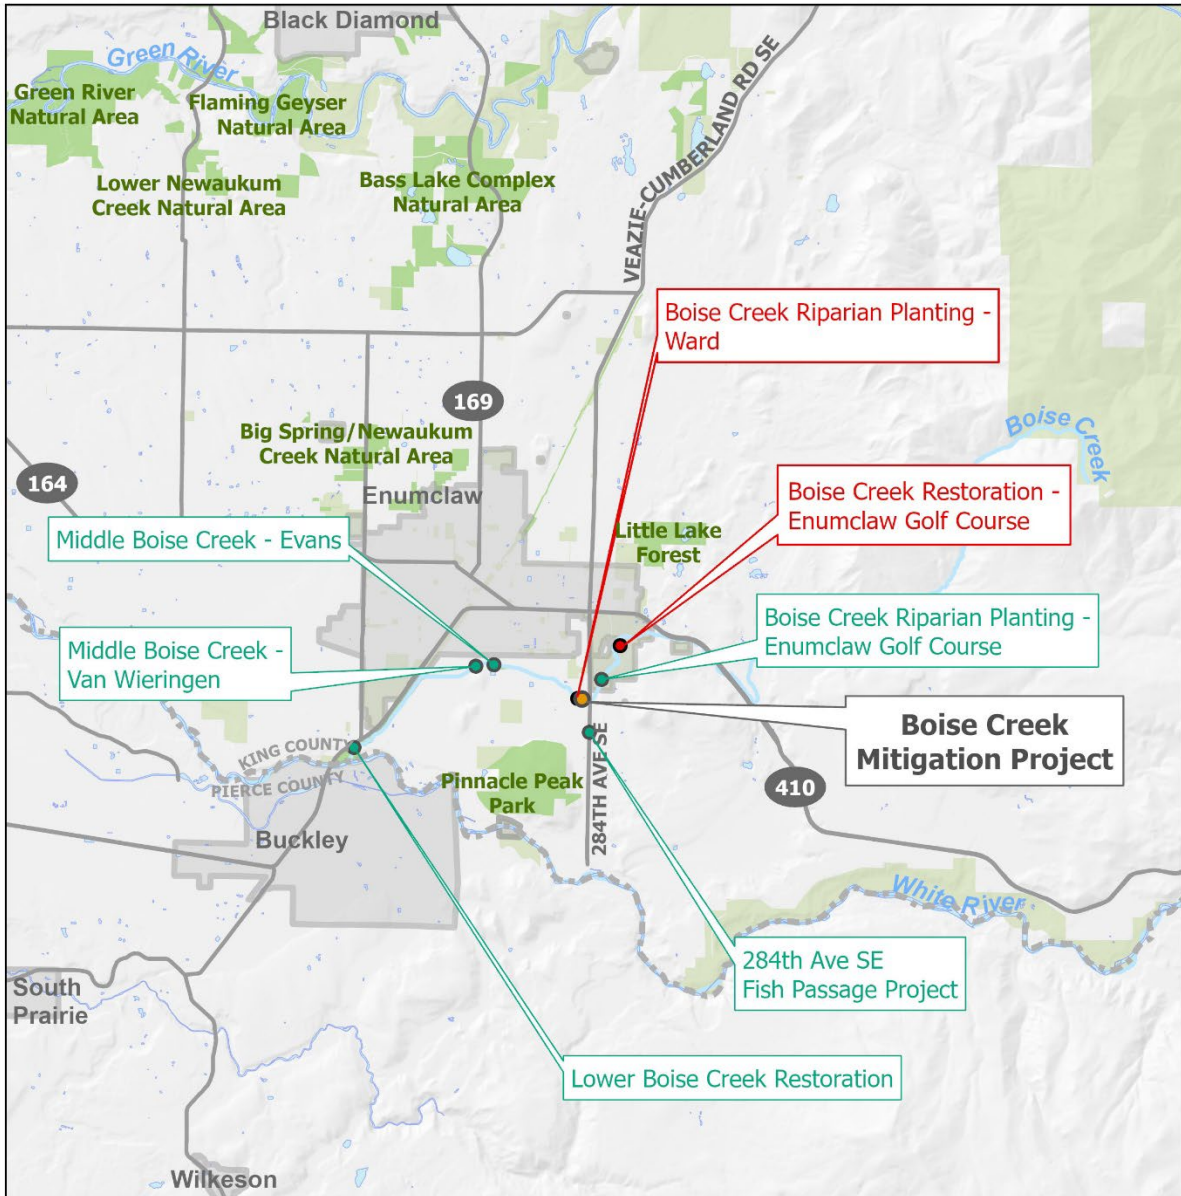 Black Diamond
Green River
Green River
Natural Area
Flaming Geyser
Natural Area
Lower Newaukum
Creek Natural Area
Bass Lake Complex
Natural Area
VEAZIE-CUMBERLAND RD SE
Boise Creek Riparian Planting -
Ward
169
Big Spring/Newaukum
Creek Natural Area
Boise Creek
164
Enumclaw
Boise Creek Restoration -
Enumclaw Golf Course
Middle Boise Creek - Evans
Little Lake
Forest
Boise Creek Riparian Planting -
Enumclaw Golf Course
Middle Boise Creek -
Van Wieringen
Boise Creek
Mitigation Project
KING COUNTY
PIERCE COUNTY
Pinnacle Peak
Park
284TH AVE SE
410
Buckley
White River
284th Ave SE
Fish Passage Project
South
Prairie
Lower Boise Creek Restoration
Wilkeson